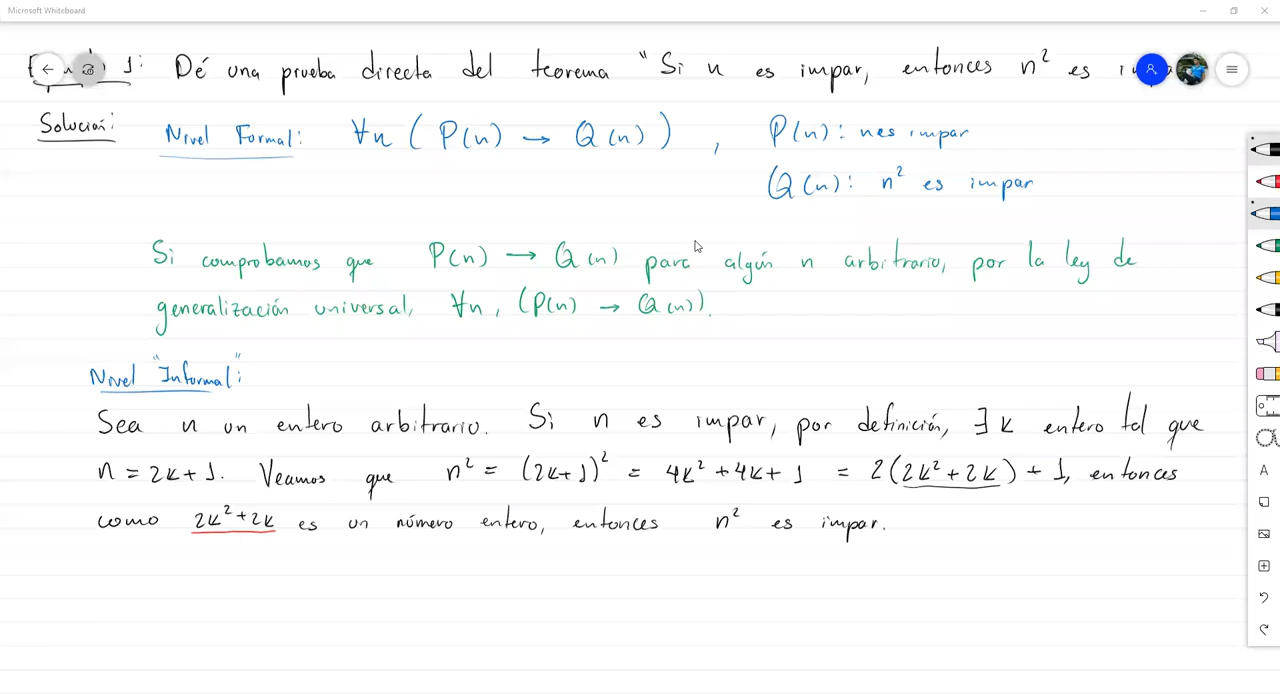 Microsoft Whiteboard
1: Dé una prueba directa del teorema "Si n es impar, entonces n² es
Solución:
Nivel Formal: ∀n (P(n) → Q(n)), P(n): n es impar
Q(n): n² es impar
Si comprobamos que P(n) → Q(n) para algún n arbitrario, por la ley de
generalización universal, ∀n, (P(n) → Q(n)).
Nivel "Informal":
Sea n un entero arbitrario. Si n es impar, por definición, ∃ k entero tal que
n = 2k+1. Veamos que n² = (2k+1)² = 4k² + 4k + 1 = 2(2k² + 2k) + 1, entonces
como 2k²+2k es un número entero, entonces n² es impar.
A